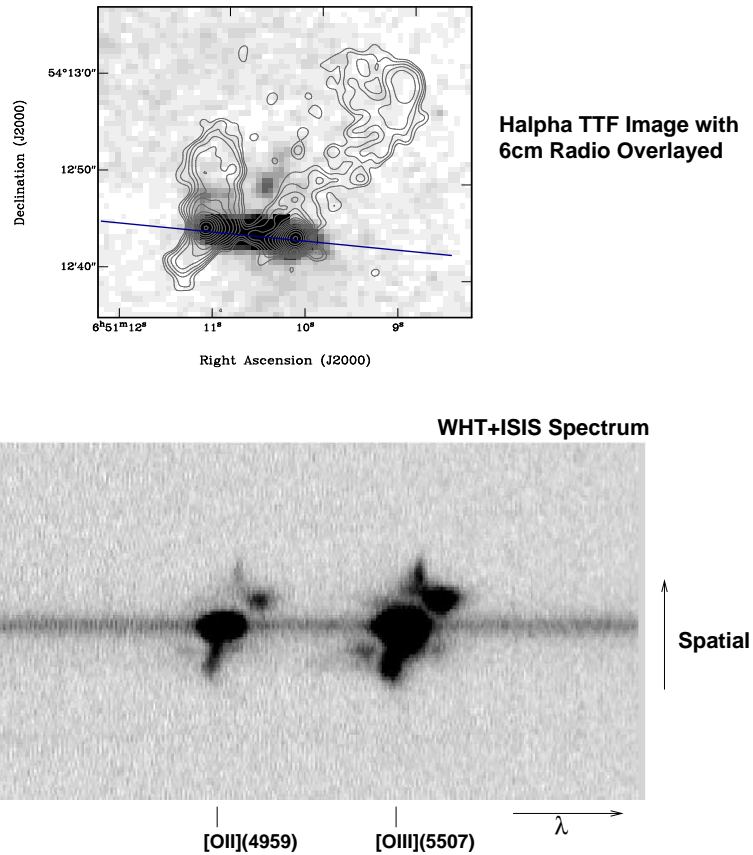 Halpha TTF Image with
6cm Radio Overlayed
Declination (J2000)
54°13'0"
12'50"
12'40"
6h51m12s
11s
10s
9s
Right Ascension (J2000)
WHT+ISIS Spectrum
Spatial
[OII](4959)
[OIII](5507)
λ